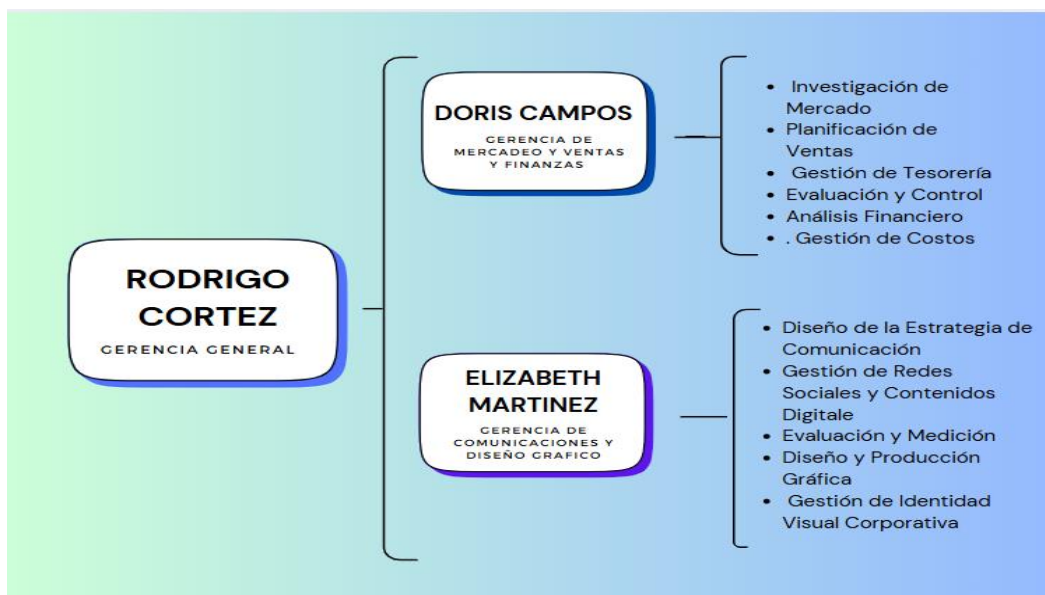 RODRIGO
CORTEZ
GERENCIA GENERAL
DORIS CAMPOS
GERENCIA DE
MERCADEO Y VENTAS
Y FINANZAS
• Investigación de
Mercado
• Planificación de
Ventas
• Gestión de Tesorería
• Evaluación y Control
• Análisis Financiero
• . Gestión de Costos
ELIZABETH
MARTINEZ
GERENCIA DE
COMUNICACIONES Y
DISEÑO GRAFICO
• Diseño de la Estrategia de
Comunicación
• Gestión de Redes
Sociales y Contenidos
Digitale
• Evaluación y Medición
• Diseño y Producción
Gráfica
• Gestión de Identidad
Visual Corporativa